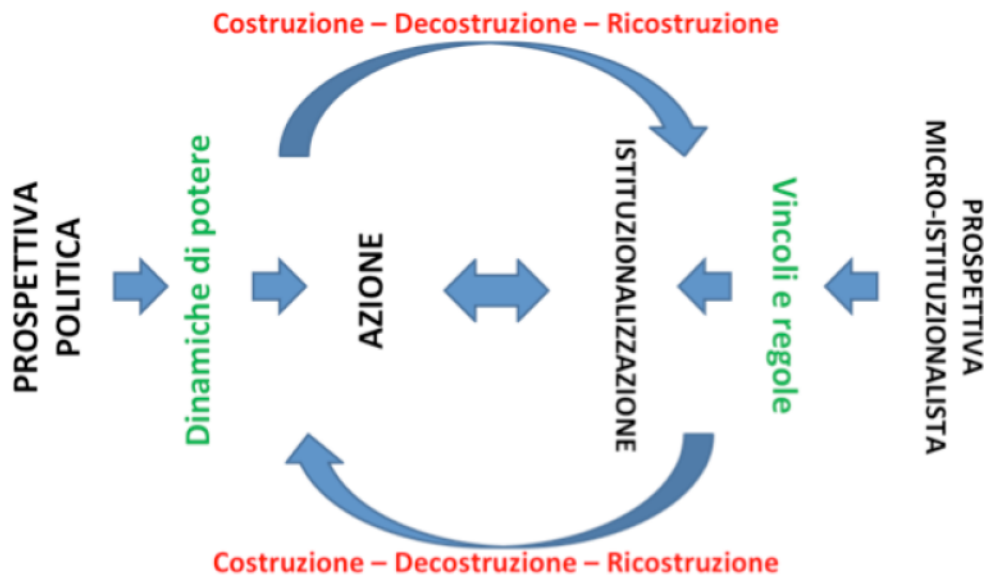 Costruzione – Decostruzione – Ricostruzione
PROSPETTIVA
POLITICA
Dinamiche di potere
AZIONE
ISTITUZIONALIZZAZIONE
Vincoli e regole
PROSPETTIVA
MICRO-ISTITUZIONALISTA
Costruzione – Decostruzione – Ricostruzione